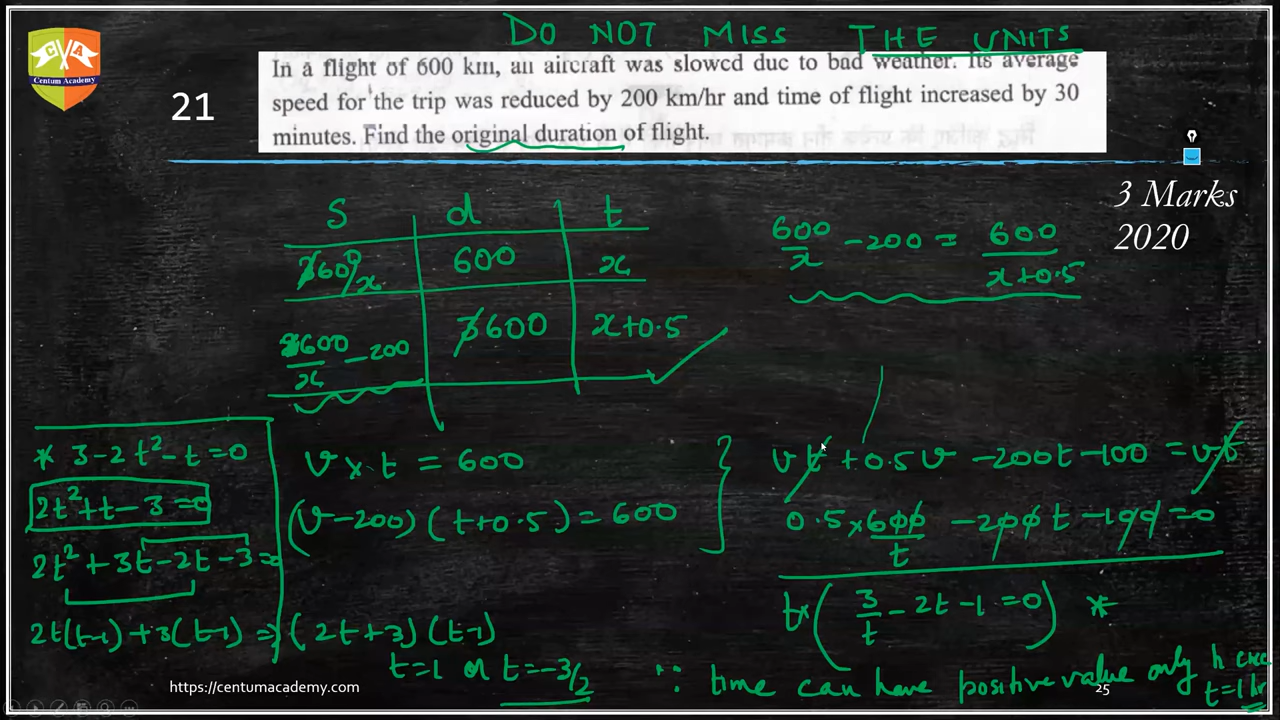 DO NOT MISS THE UNITS
CA
Centum Academy
21
In a flight of 600 km, an aircraft was slowed due to bad weather. Its average
speed for the trip was reduced by 200 km/hr and time of flight increased by 30
minutes. Find the original duration of flight.
3 Marks
2020
S d t
600/x 600 x
600/x - 200 600 x+0.5
600/x - 200 = 600/(x+0.5)
* 3-2t²-t=0
2t²+t-3=0
2t²+3t-2t-3=
2t(t-1)+3(t-1)=(2t+3)(t-1)
v × t = 600
(v-200)(t+0.5)=600
vt+0.5v-200t-100=vt
0.5×600/t -200t-100=0
t×(3/t-2t-1=0) *
t=1 or t=-3/2
∴ time can have positive value only
t=1hr
https://centumacademy.com
25